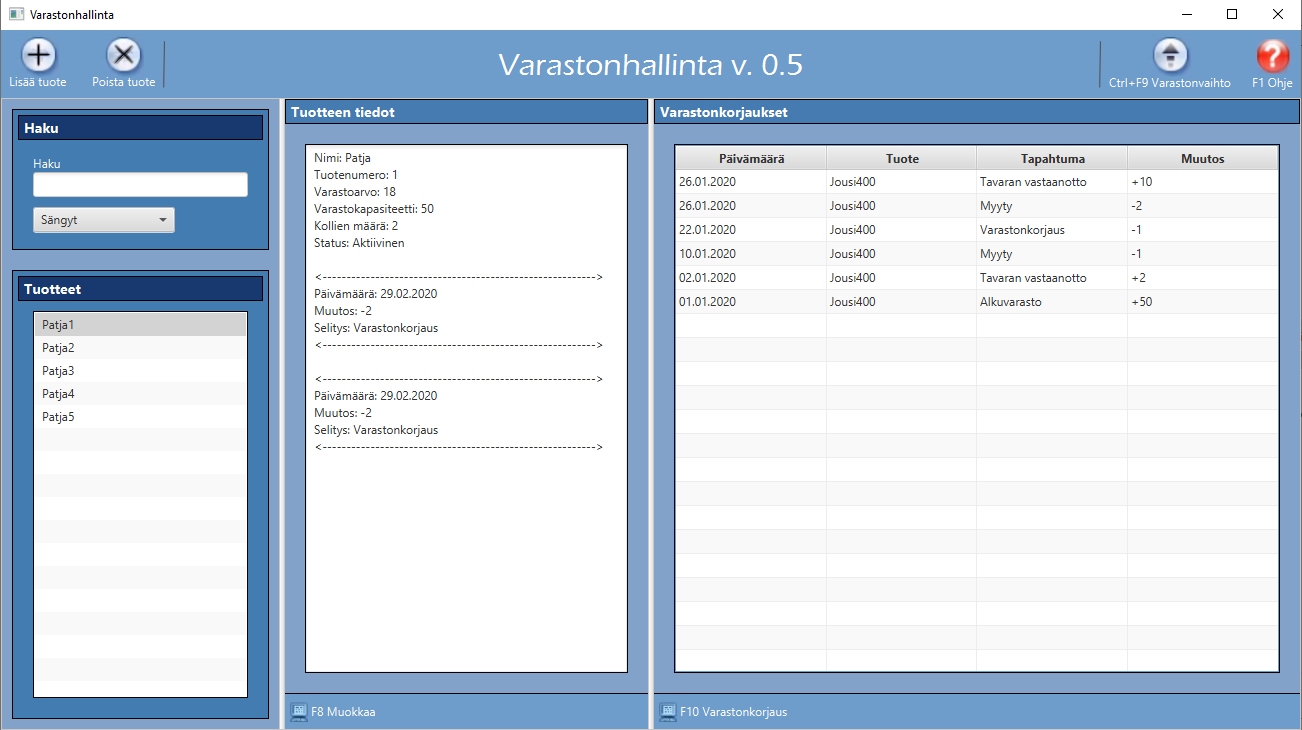 Varastonhallinta
Lisää tuote
Poista tuote
Varastonhallinta v. 0.5
Ctrl+F9 Varastonvaihto
F1 Ohje
Haku
Haku
Sängyt
Tuotteet
Patja1
Patja2
Patja3
Patja4
Patja5
Tuotteen tiedot
Nimi: Patja
Tuotenumero: 1
Varastoarvo: 18
Varastokapasiteetti: 50
Kollien määrä: 2
Status: Aktiivinen
<--------------------------------------------------------->
Päivämäärä: 29.02.2020
Muutos: -2
Selitys: Varastonkorjaus
<--------------------------------------------------------->
<--------------------------------------------------------->
Päivämäärä: 29.02.2020
Muutos: -2
Selitys: Varastonkorjaus
<--------------------------------------------------------->
F8 Muokkaa
Varastonkorjaukset
Päivämäärä Tuote Tapahtuma Muutos
26.01.2020 Jousi400 Tavaran vastaanotto +10
26.01.2020 Jousi400 Myyty -2
22.01.2020 Jousi400 Varastonkorjaus -1
10.01.2020 Jousi400 Myyty -1
02.01.2020 Jousi400 Tavaran vastaanotto +2
01.01.2020 Jousi400 Alkuvarasto +50
F10 Varastonkorjaus